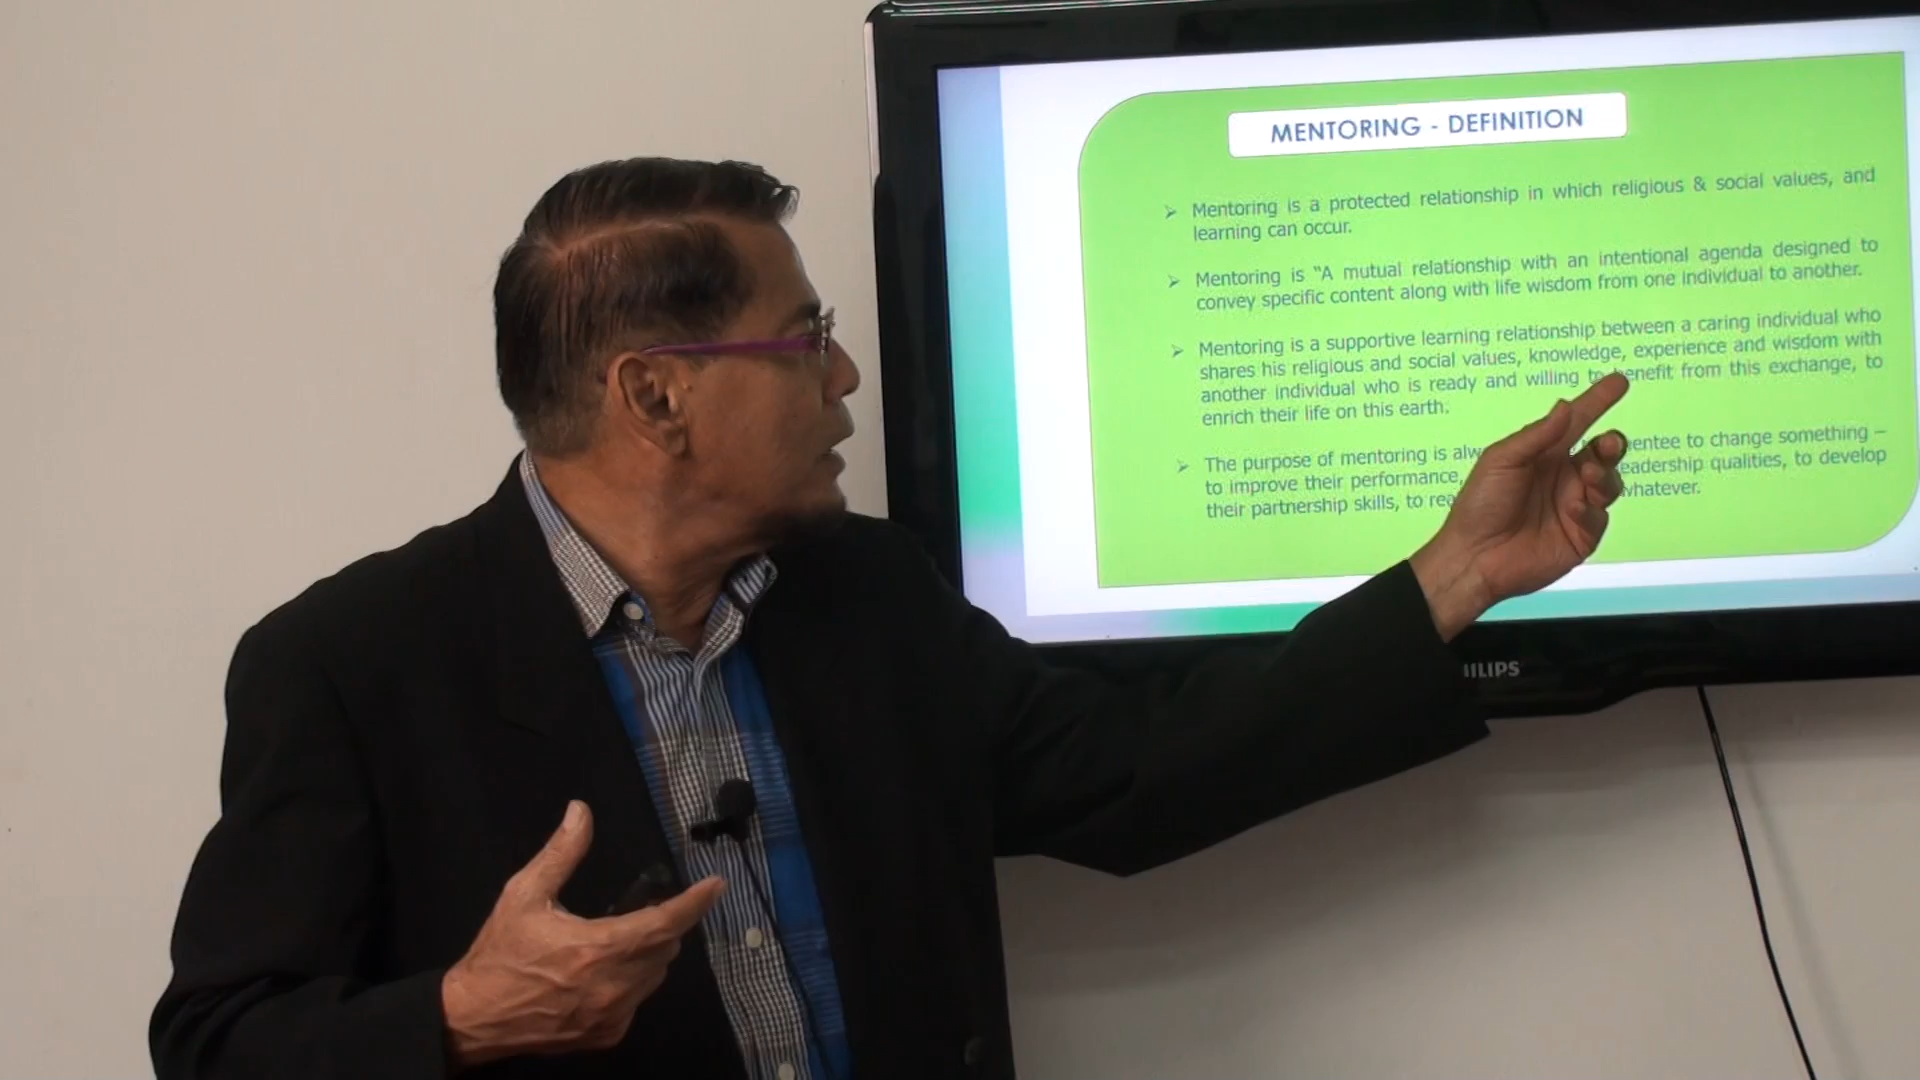 MENTORING - DEFINITION
➢ Mentoring is a protected relationship in which religious & social values, and
learning can occur.
➢ Mentoring is “A mutual relationship with an intentional agenda designed to
convey specific content along with life wisdom from one individual to another.
➢ Mentoring is a supportive learning relationship between a caring individual who
shares his religious and social values, knowledge, experience and wisdom with
another individual who is ready and willing to benefit from this exchange, to
enrich their life on this earth.
➢ The purpose of mentoring is to change something –
to improve their performance, leadership qualities, to develop
their partnership skills, to whatever.
PHILIPS